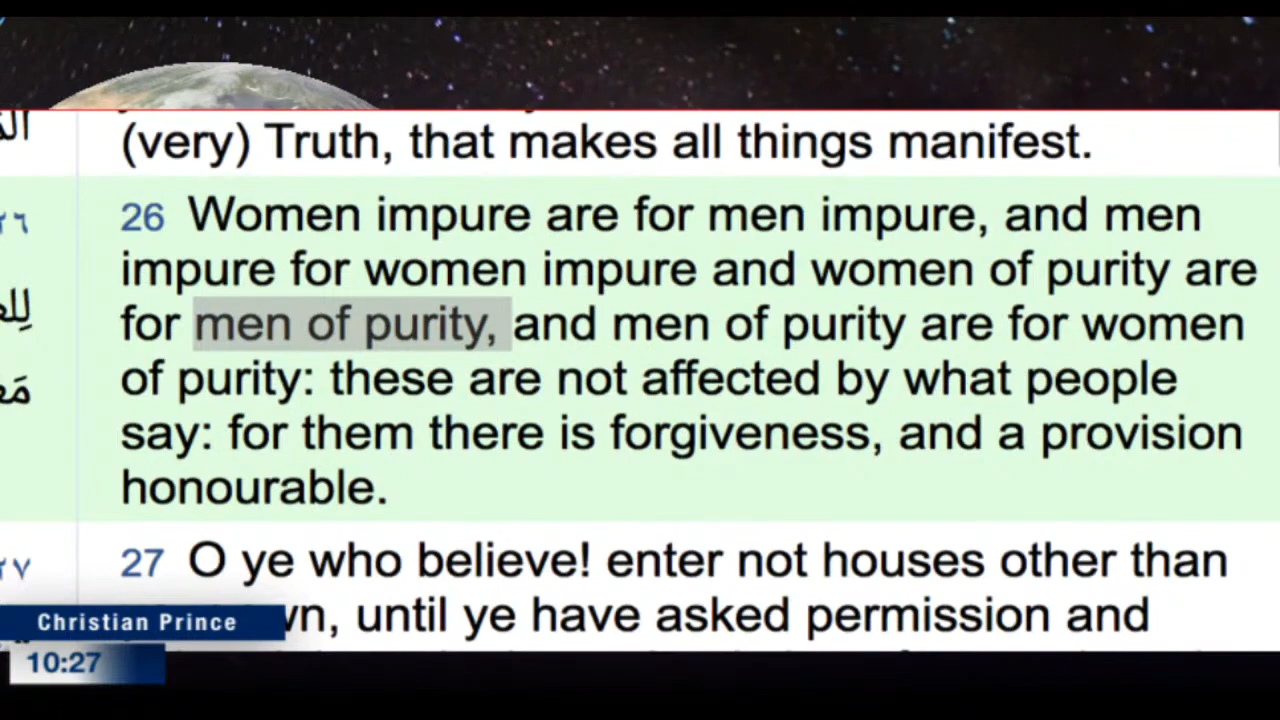 (very) Truth, that makes all things manifest.
٢٦
26 Women impure are for men impure, and men
impure for women impure and women of purity are
for men of purity, and men of purity are for women
of purity: these are not affected by what people
say: for them there is forgiveness, and a provision
honourable.
27 O ye who believe! enter not houses other than
until ye have asked permission and
Christian Prince
10:27